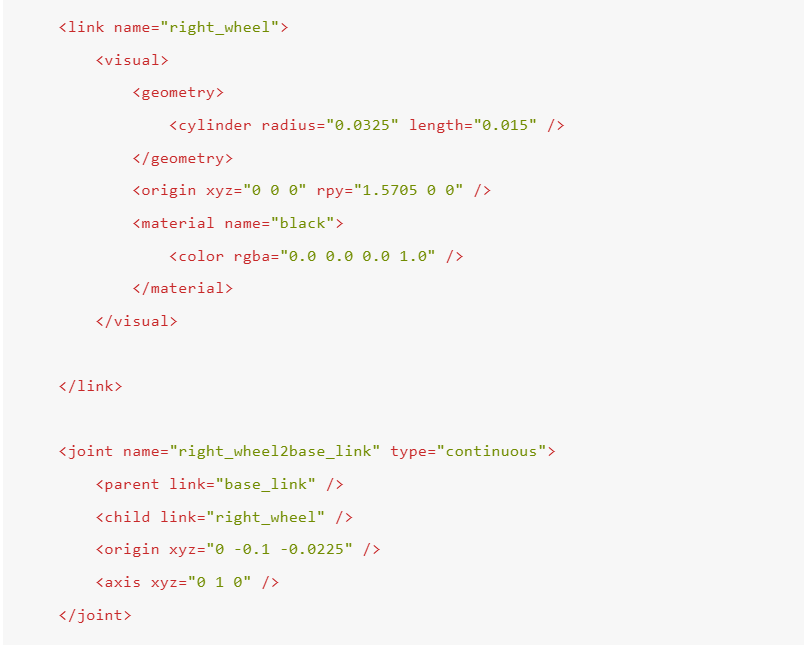 <link name="right_wheel">
    <visual>
        <geometry>
            <cylinder radius="0.0325" length="0.015" />
        </geometry>
        <origin xyz="0 0 0" rpy="1.5705 0 0" />
        <material name="black">
            <color rgba="0.0 0.0 0.0 1.0" />
        </material>
    </visual>

</link>

<joint name="right_wheel2base_link" type="continuous">
    <parent link="base_link" />
    <child link="right_wheel" />
    <origin xyz="0 -0.1 -0.0225" />
    <axis xyz="0 1 0" />
</joint>